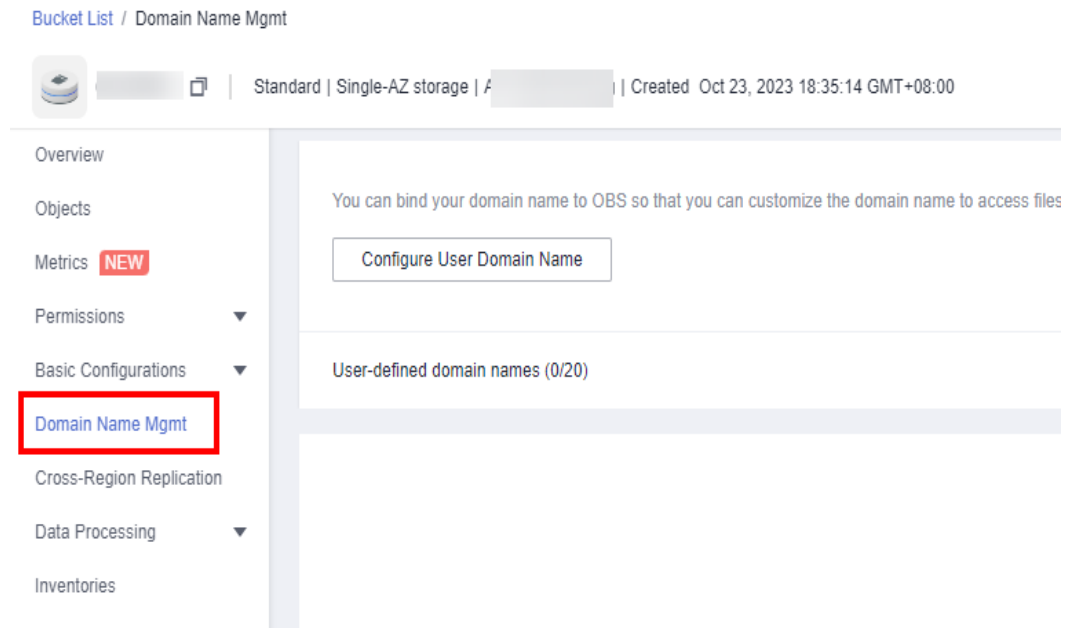 Bucket List / Domain Name Mgmt
Standard | Single-AZ storage | | Created Oct 23, 2023 18:35:14 GMT+08:00
Overview
Objects
Metrics NEW
Permissions
Basic Configurations
Domain Name Mgmt
Cross-Region Replication
Data Processing
Inventories
You can bind your domain name to OBS so that you can customize the domain name to access files
Configure User Domain Name
User-defined domain names (0/20)